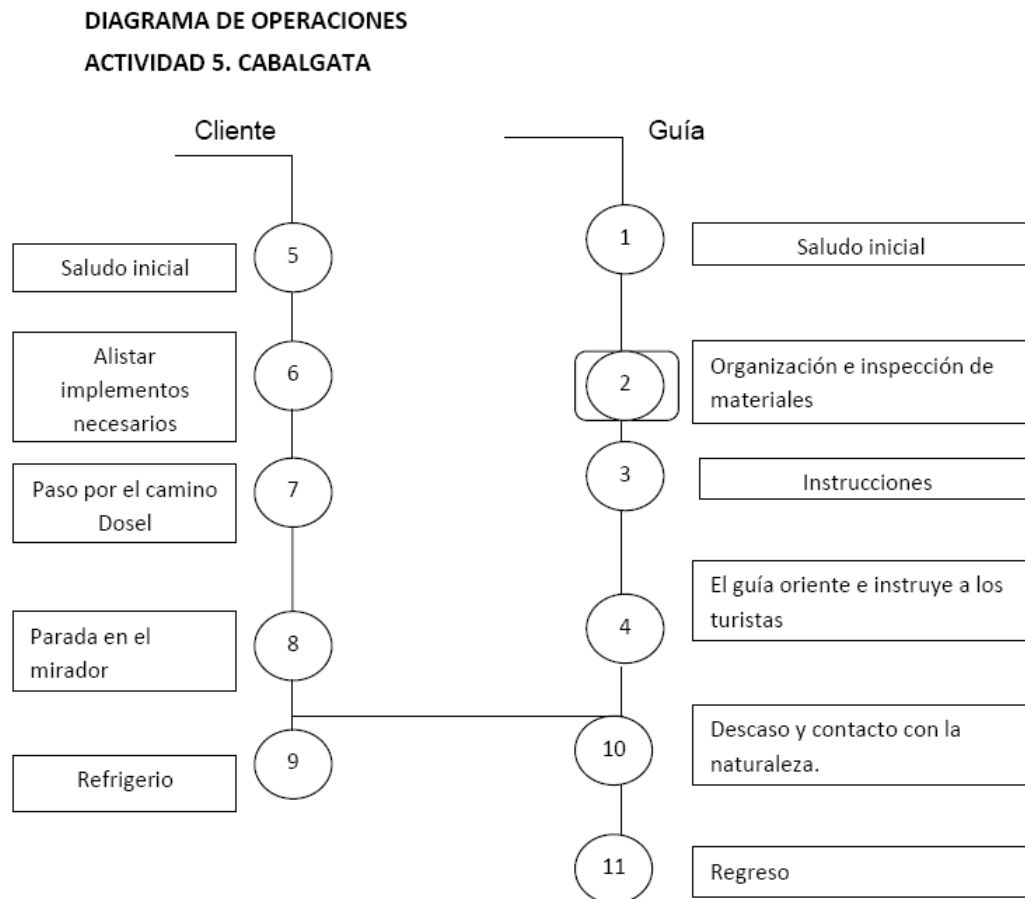 DIAGRAMA DE OPERACIONES
ACTIVIDAD 5. CABALGATA
Cliente
Guía
5
Saludo inicial
6
Alistar
implementos
necesarios
7
Paso por el camino
Dosel
8
Parada en el
mirador
9
Refrigerio
1
Saludo inicial
2
Organización e inspección de
materiales
3
Instrucciones
4
El guía oriente e instruye a los
turistas
10
Descaso y contacto con la
naturaleza.
11
Regreso